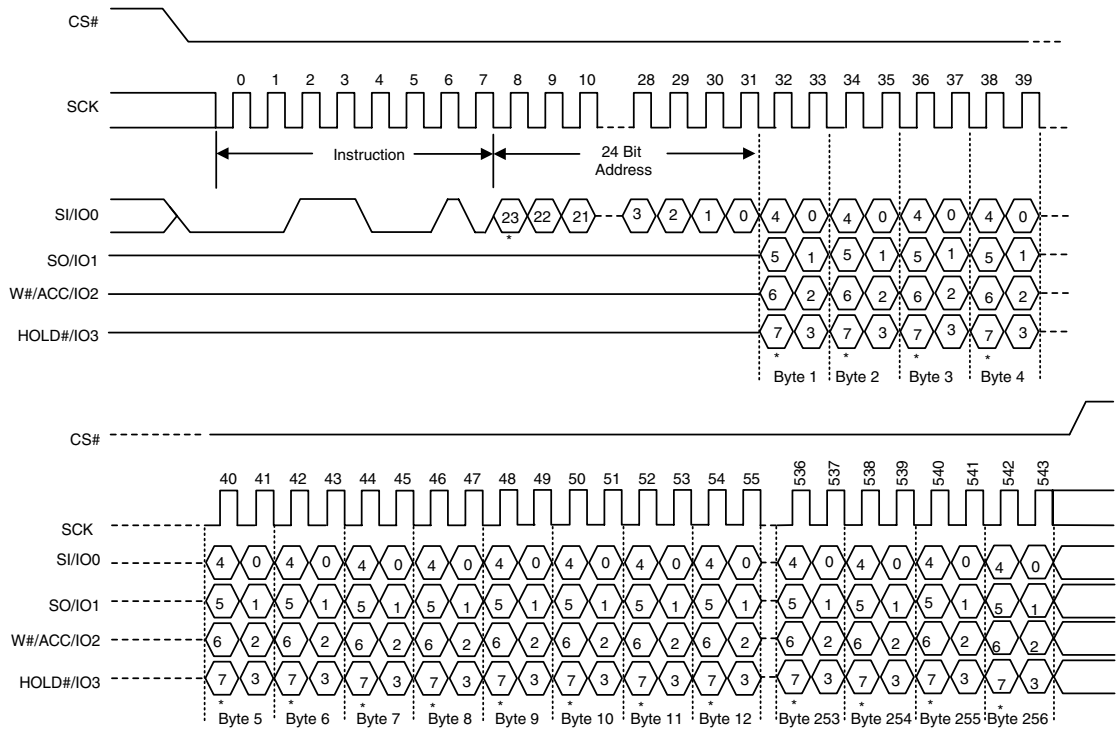 CS#
0 1 2 3 4 5 6 7 8 9 10 28 29 30 31 32 33 34 35 36 37 38 39
SCK
Instruction 24 Bit
Address
SI/IO0 23 22 21 3 2 1 0 4 0 4 0 4 0 4 0
*
SO/IO1 5 1 5 1 5 1 5 1
W#/ACC/IO2 6 2 6 2 6 2 6 2
HOLD#/IO3 7 3 7 3 7 3 7 3
* * * *
Byte 1 Byte 2 Byte 3 Byte 4
CS#
40 41 42 43 44 45 46 47 48 49 50 51 52 53 54 55 536 537 538 539 540 541 542 543
SCK
SI/IO0 4 0 4 0 4 0 4 0 4 0 4 0 4 0 4 0 4 0 4 0 4 0 4 0
SO/IO1 5 1 5 1 5 1 5 1 5 1 5 1 5 1 5 1 5 1 5 1 5 1 5 1
W#/ACC/IO2 6 2 6 2 6 2 6 2 6 2 6 2 6 2 6 2 6 2 6 2 6 2 6 2
HOLD#/IO3 7 3 7 3 7 3 7 3 7 3 7 3 7 3 7 3 7 3 7 3 7 3 7 3
* * * * * * * * * * * *
Byte 5 Byte 6 Byte 7 Byte 8 Byte 9 Byte 10 Byte 11 Byte 12 Byte 253 Byte 254 Byte 255 Byte 256